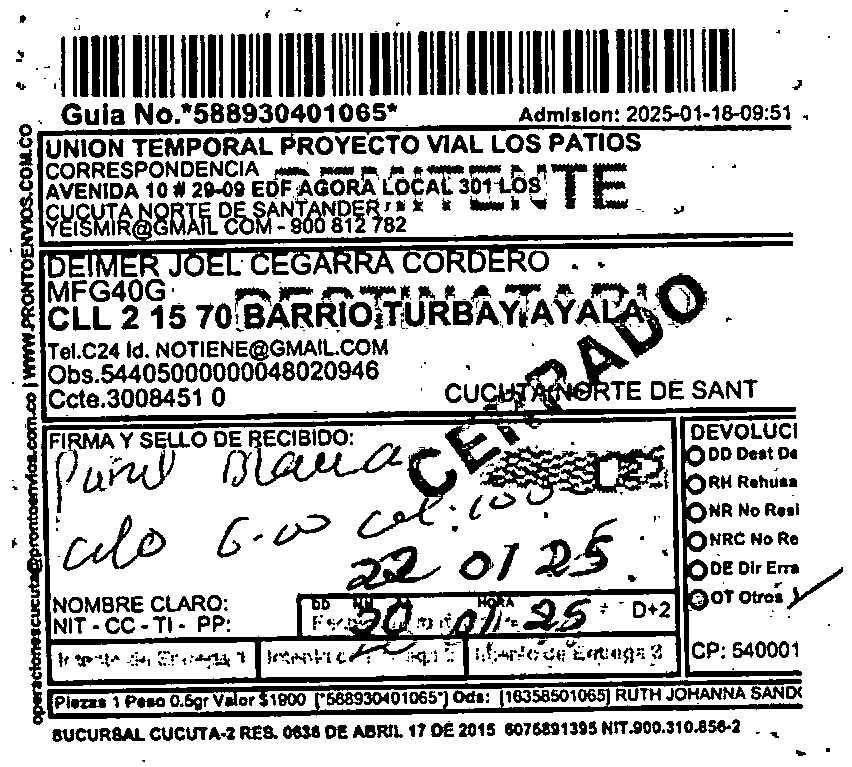 Guia No.*588930401065*
Admision: 2025-01-18-09:51
UNION TEMPORAL PROYECTO VIAL LOS PATIOS
CORRESPONDENCIA
AVENIDA 10 # 29-09 EDF AGORA LOCAL 301 LOS
CUCUTA NORTE DE SANTANDER
YEISMIR@GMAIL COM - 900 812 782
DEIMER JOEL CEGARRA CORDERO
MFG40G
CLL 2 15 70 BARRIO TURBAY AYALA
Tel.C24 Id. NOTIENE@GMAIL.COM
Obs.54405000000048020946
Ccte.3008451 0
CUCUTA NORTE DE SANT
CERRADO
FIRMA Y SELLO DE RECIBIDO:
22 01 25
NOMBRE CLARO:
NIT - CC - TI - PP:
HORA
20 01 25
D+2
Intento de Entrega 1
Intento de Entrega 3
DEVOLUCI
DD Dest De
RH Rehusa
NR No Resi
NRC No Re
DE Dir Erra
OT Otros
CP: 540001
Piezas 1 Peso 0.5gr Valor $1900 [*588930401065*] Ods: [16358501065] RUTH JOHANNA SAND
SUCURSAL CUCUTA-2 RES. 0636 DE ABRIL 17 DE 2015 6075891395 NIT.900.310.856-2
operacionescucuta@prontoenvios.com.co | WWW.PRONTOENVIOS.COM.CO